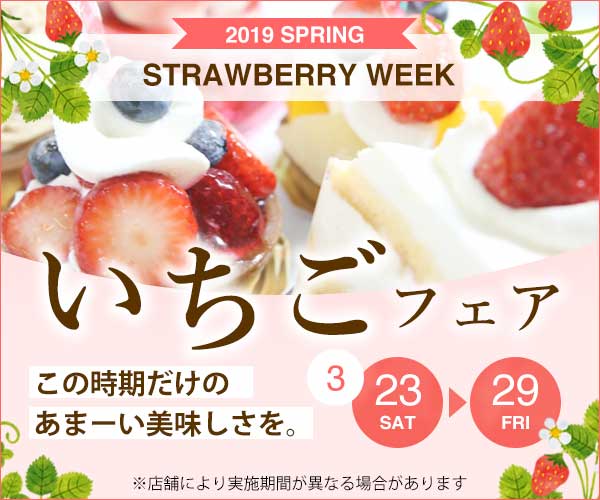 2019 SPRING
STRAWBERRY WEEK
いちごフェア
この時期だけの
あまーい美味しさを。
3
23
SAT
29
FRI
※店舗により実施期間が異なる場合があります